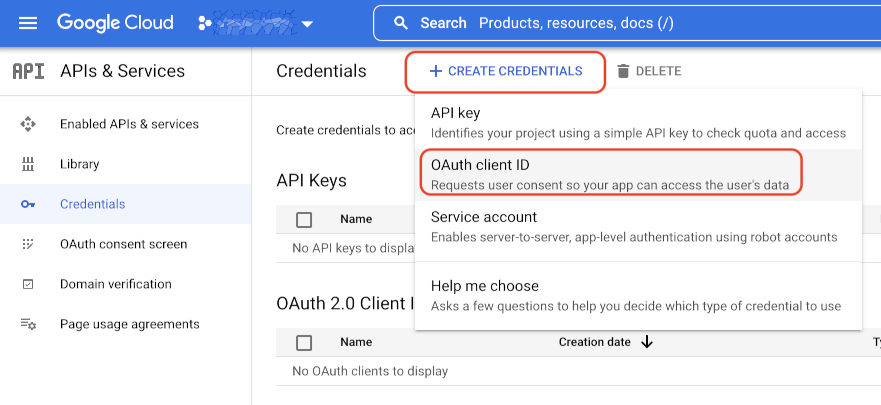 Google Cloud
Search Products, resources, docs (/)
API APIs & Services
Credentials
+ CREATE CREDENTIALS
DELETE
Enabled APIs & services
Library
Credentials
OAuth consent screen
Domain verification
Page usage agreements
Create credentials to acc
API key
Identifies your project using a simple API key to check quota and access
OAuth client ID
Requests user consent so your app can access the user's data
Service account
Enables server-to-server, app-level authentication using robot accounts
Help me choose
Asks a few questions to help you decide which type of credential to use
API Keys
Name
No API keys to displa
OAuth 2.0 Client I
Name Creation date
No OAuth clients to display